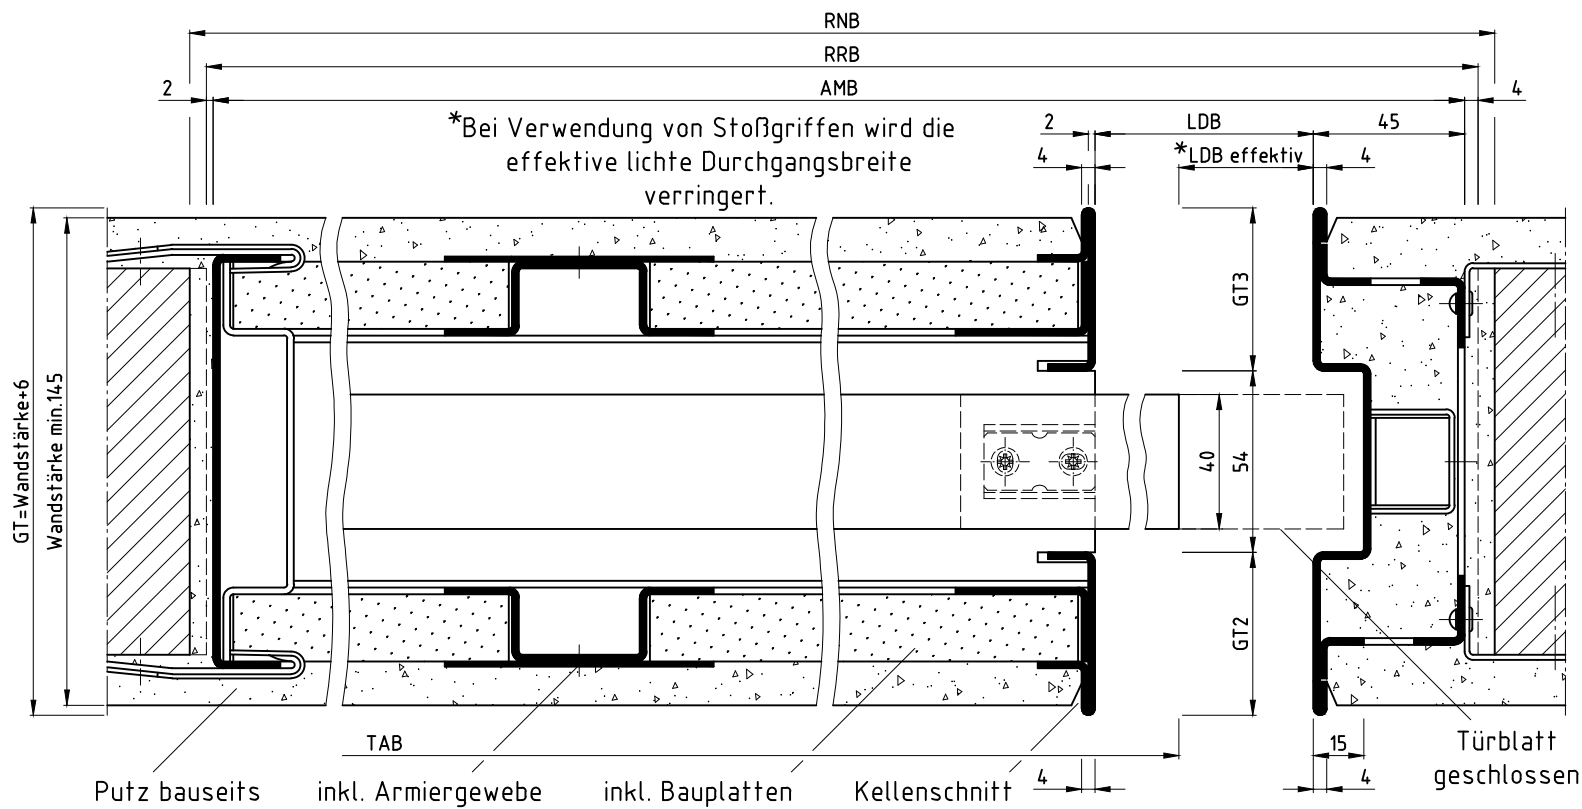 RNB
RRB
2 AMB 4
*Bei Verwendung von Stoßgriffen wird die
effektive lichte Durchgangsbreite
verringert.
2 LDB 45
4 *LDB effektiv 4
GT=Wandstärke+6
Wandstärke min.145
GT3
40
54
GT2
TAB
15
4
4
Türblatt
geschlossen
Putz bauseits
inkl. Armiergewebe
inkl. Bauplatten
Kellenschnitt